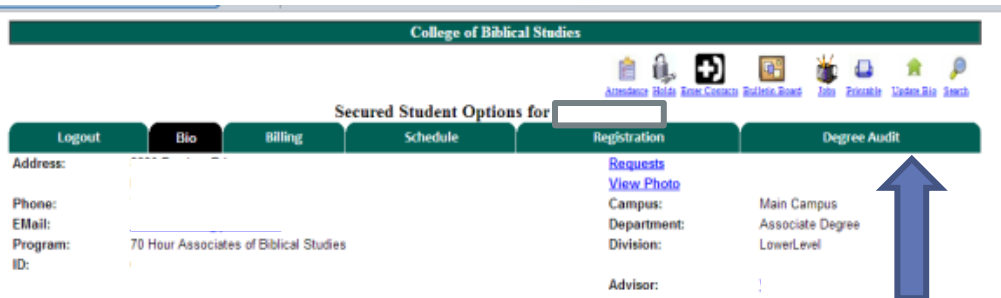 College of Biblical Studies
Attendance Holds Enter Contacts Bulletin Board Jobs Printable Update Bio Search
Secured Student Options for
Logout Bio Billing Schedule Registration Degree Audit
Address: Requests
View Photo
Phone: Campus: Main Campus
EMail: Department: Associate Degree
Program: 70 Hour Associates of Biblical Studies Division: LowerLevel
ID:
Advisor: